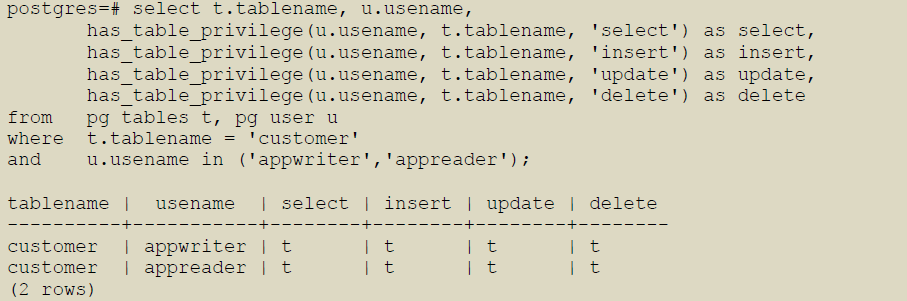 postgres=# select t.tablename, u.usename,
has_table_privilege(u.usename, t.tablename, 'select') as select,
has_table_privilege(u.usename, t.tablename, 'insert') as insert,
has_table_privilege(u.usename, t.tablename, 'update') as update,
has_table_privilege(u.usename, t.tablename, 'delete') as delete
from   pg tables t, pg user u
where  t.tablename = 'customer'
and    u.usename in ('appwriter','appreader');
tablename |  usename  | select | insert | update | delete
----------+-----------+--------+--------+--------+--------
customer  | appwriter | t      | t      | t      | t
customer  | appreader | t      | t      | t      | t
(2 rows)